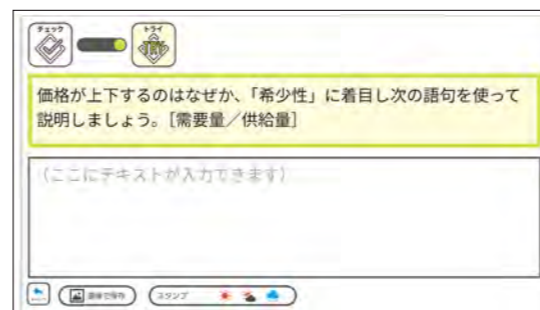 チェック
トライ
TRY
価格が上下するのはなぜか、「希少性」に着目し次の語句を使って
説明しましょう。[需要量／供給量]
(ここにテキストが入力できます)
画像で保存
スタンプ